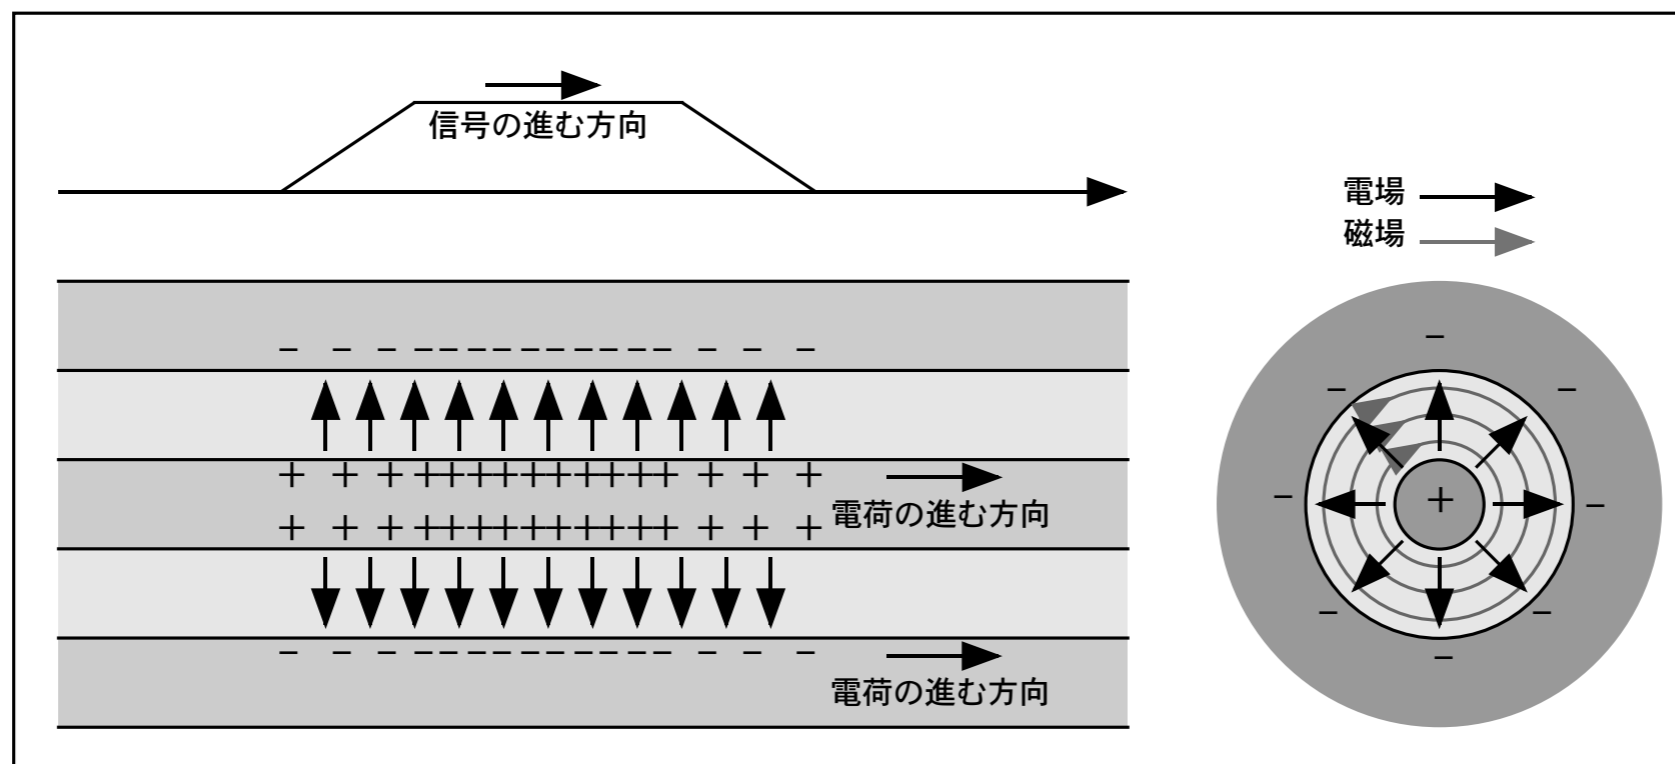 信号の進む方向
電場
磁場
− − − − − − − − − − − − − − − −
+ + + + + + + + + + + + + + + +
電荷の進む方向
+ + + + + + + + + + + + + + + +
− − − − − − − − − − − − − − − −
電荷の進む方向
−
− −
− + −
− −
−